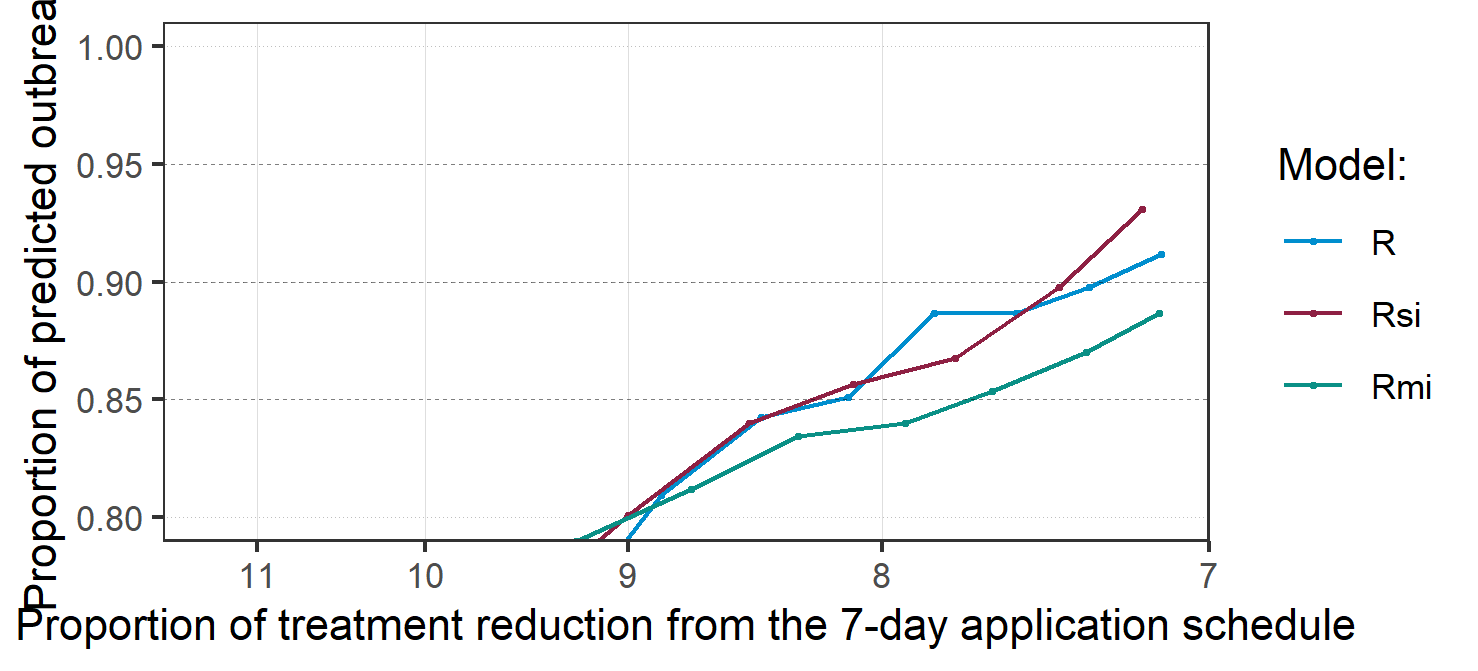 Proportion of predicted
1.00
0.95
0.90
0.85
0.80
11 10 9 8 7
Proportion of treatment reduction from the 7-day application schedule
Model:
R
Rsi
Rmi